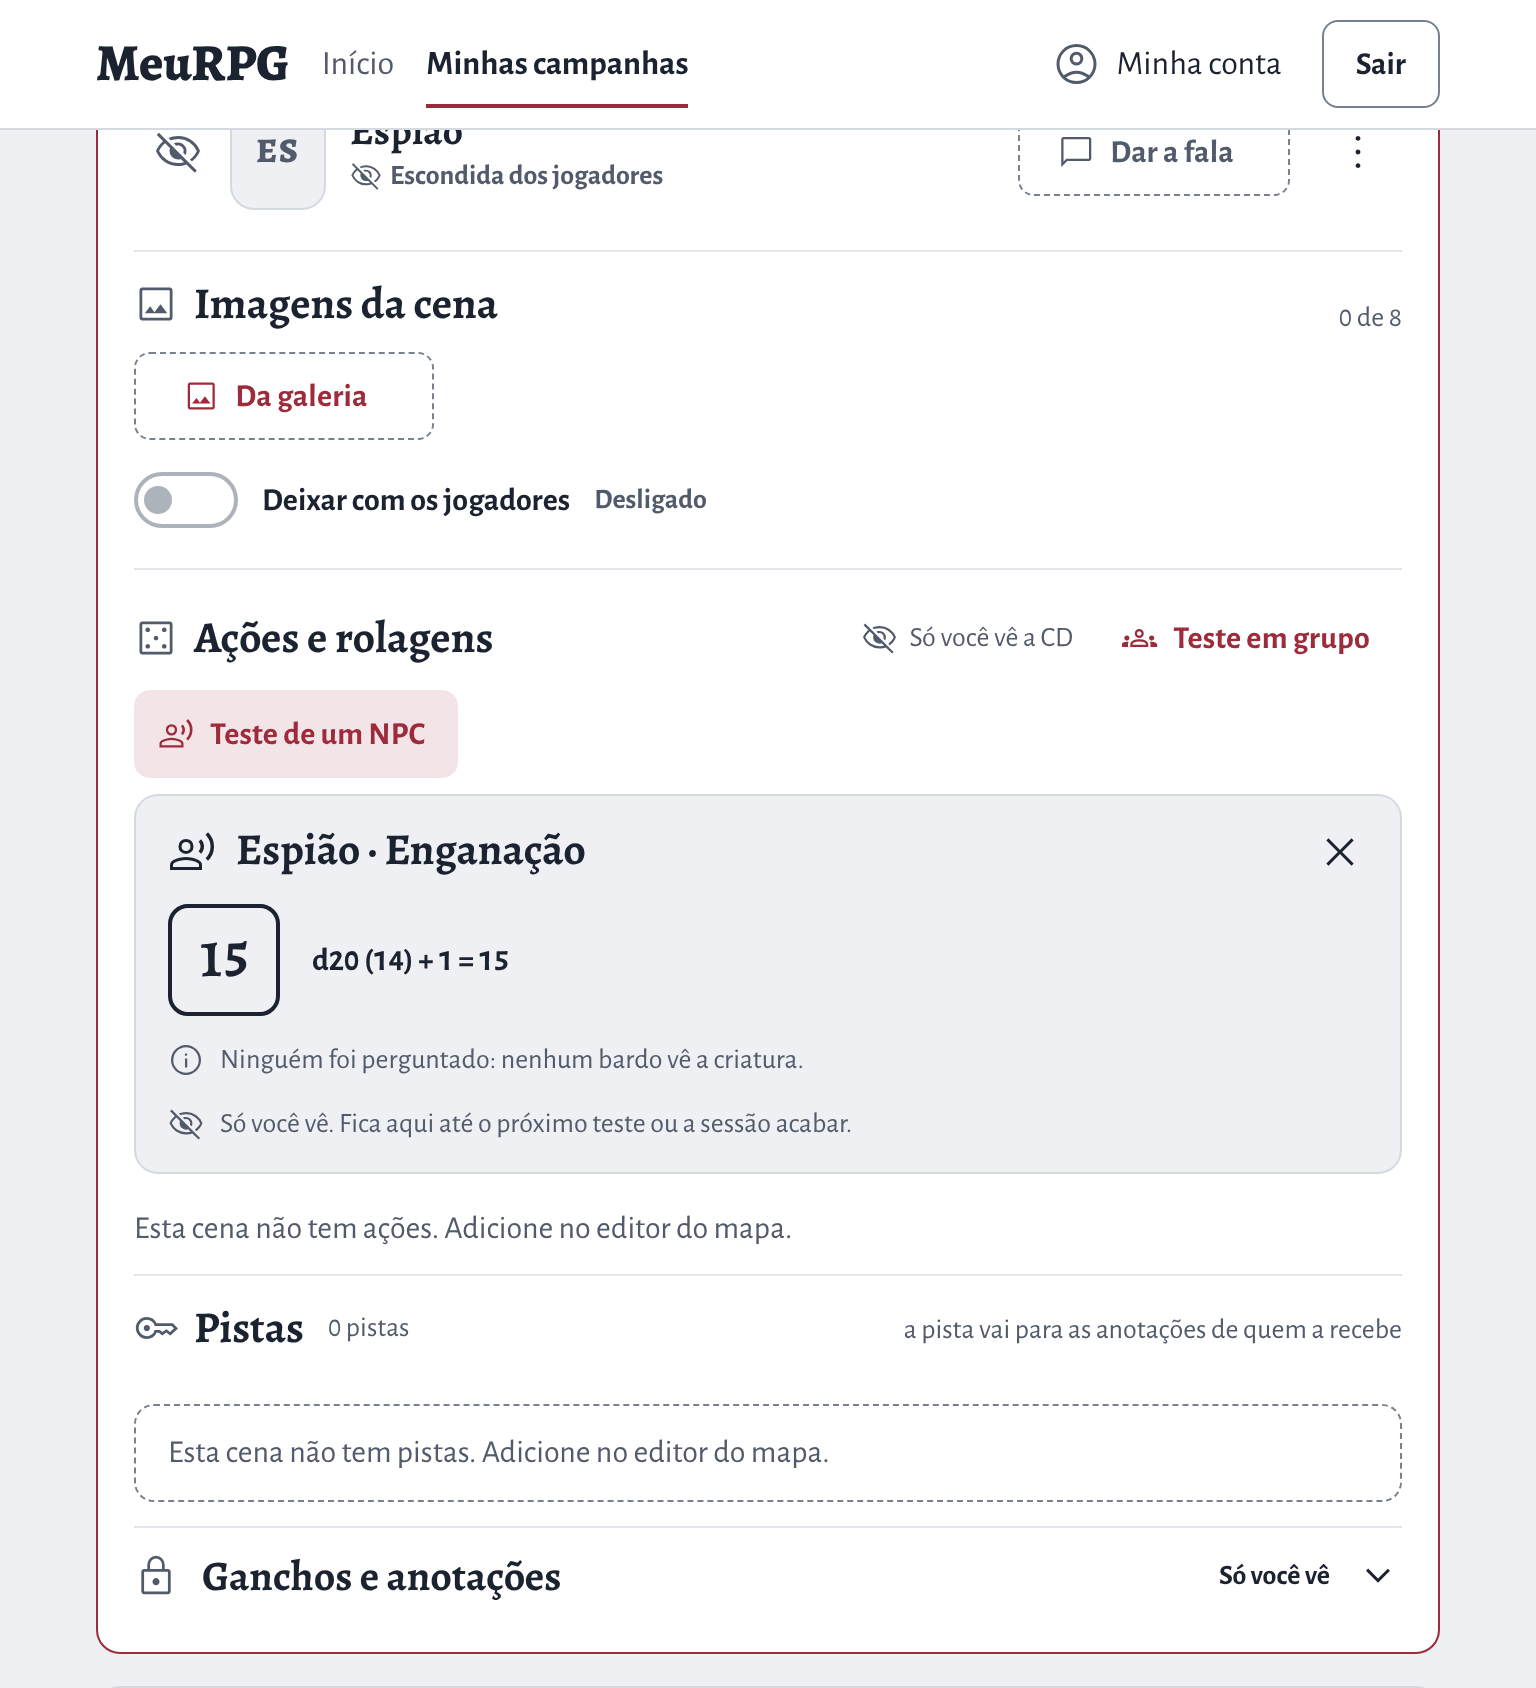 MeuRPG Início Minhas campanhas Minha conta Sair
ES Espião Dar a fala
Escondida dos jogadores
Imagens da cena 0 de 8
Da galeria
Deixar com os jogadores Desligado
Ações e rolagens Só você vê a CD Teste em grupo
Teste de um NPC
Espião · Enganação
15 d20 (14) + 1 = 15
Ninguém foi perguntado: nenhum bardo vê a criatura.
Só você vê. Fica aqui até o próximo teste ou a sessão acabar.
Esta cena não tem ações. Adicione no editor do mapa.
Pistas 0 pistas a pista vai para as anotações de quem a recebe
Esta cena não tem pistas. Adicione no editor do mapa.
Ganchos e anotações Só você vê